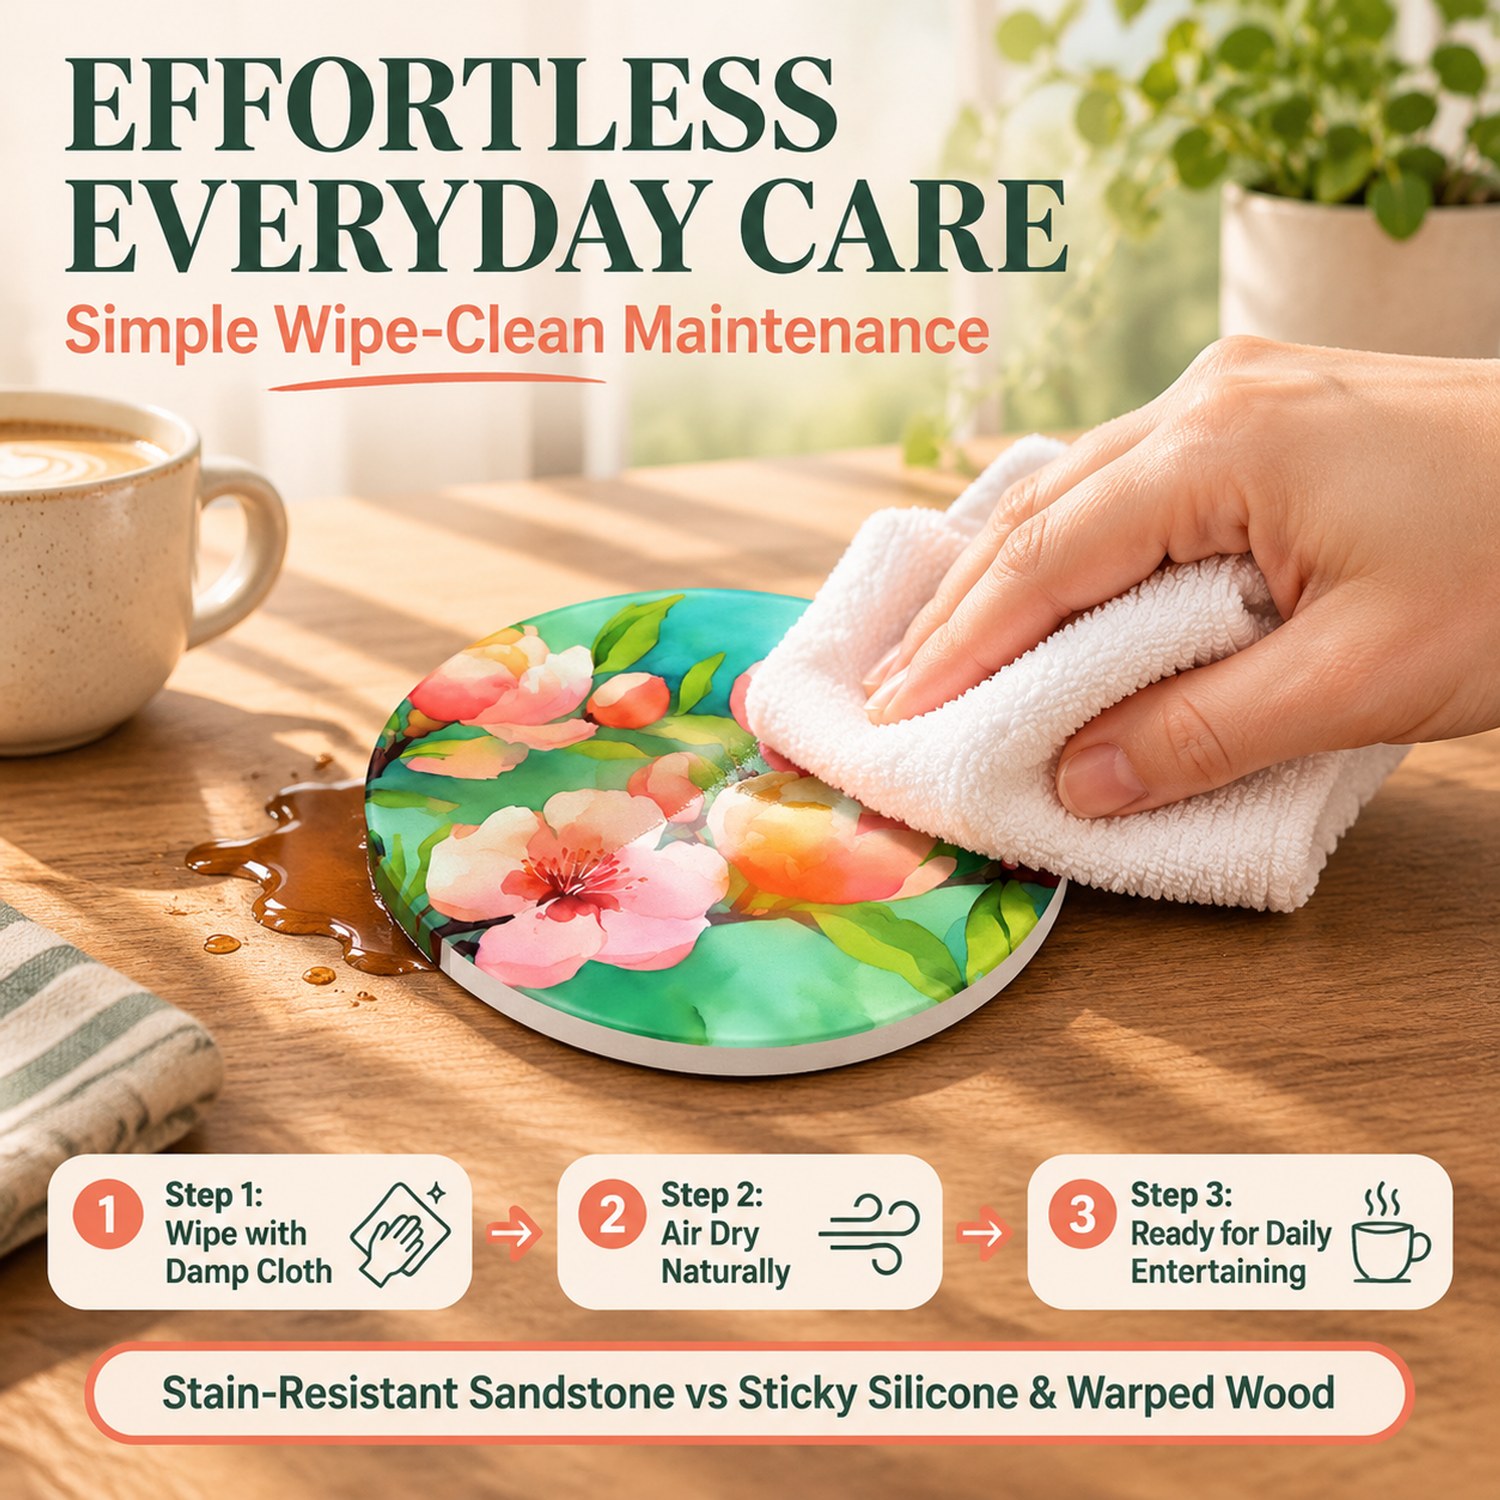 EFFORTLESS
EVERYDAY CARE
Simple Wipe-Clean Maintenance
1
Step 1:
Wipe with
Damp Cloth
2
Step 2:
Air Dry
Naturally
3
Step 3:
Ready for Daily
Entertaining
Stain-Resistant Sandstone vs Sticky Silicone & Warped Wood